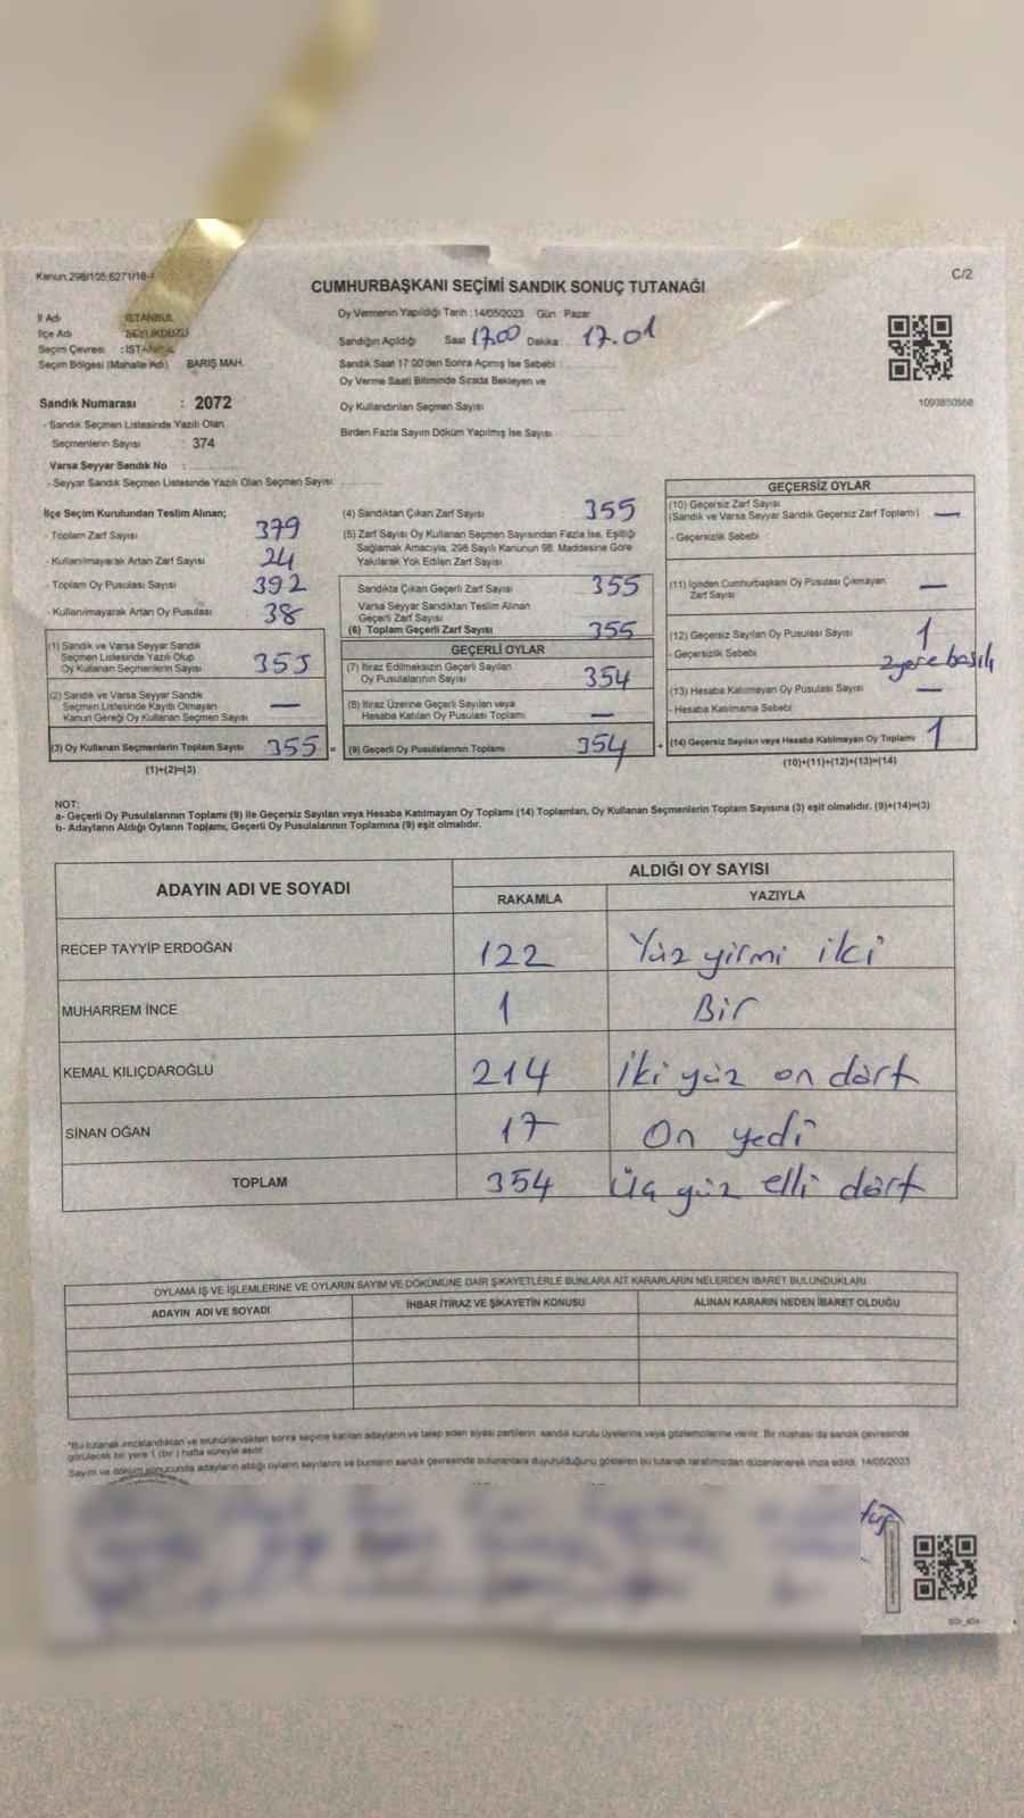 Kanun:298/105;6271/18-4
C/2
CUMHURBAŞKANI SEÇİMİ SANDIK SONUÇ TUTANAĞI
İl Adı : İSTANBUL
İlçe Adı
Seçim Çevresi : İSTANBUL
Seçim Bölgesi (Mahalle Adı) BARIŞ MAH.
Sandık Numarası : 2072
- Sandık Seçmen Listesinde Yazılı Olan
Seçmenlerin Sayısı : 374
Varsa Seyyar Sandık No :
- Seyyar Sandık Seçmen Listesinde Yazılı Olan Seçmen Sayısı
Oy Vermenin Yapıldığı Tarih :14/05/2023 Gün Pazar
Sandığın Açıldığı Saat 17.00 Dakika 17.01
Sandık Saat 17:00'den Sonra Açılmış İse Sebebi :
Oy Verme Saati Bitiminde Sırada Bekleyen ve
Oy Kullandırılan Seçmen Sayısı
Birden Fazla Sayım Döküm Yapılmış İse Sayısı
İlçe Seçim Kurulundan Teslim Alınan;
- Toplam Zarf Sayısı 379
- Kullanılmayarak Artan Zarf Sayısı 24
- Toplam Oy Pusulası Sayısı 392
- Kullanılmayarak Artan Oy Pusulası 38
(1) Sandık ve Varsa Seyyar Sandık
Seçmen Listesinde Yazılı Olup
Oy Kullanan Seçmenlerin Sayısı 355
(2) Sandık ve Varsa Seyyar Sandık
Seçmen Listesinde Kayıtlı Olmayan
Kanun Gereği Oy Kullanan Seçmen Sayısı —
(3) Oy Kullanan Seçmenlerin Toplam Sayısı 355 =
(1)+(2)=(3)
(4) Sandıktan Çıkan Zarf Sayısı 355
(5) Zarf Sayısı Oy Kullanan Seçmen Sayısından Fazla İse, Eşitliği
Sağlamak Amacıyla, 298 Sayılı Kanunun 98. Maddesine Göre
Yakılarak Yok Edilen Zarf Sayısı
Sandıkta Çıkan Geçerli Zarf Sayısı 355
Varsa Seyyar Sandıktan Teslim Alınan
Geçerli Zarf Sayısı
(6) Toplam Geçerli Zarf Sayısı 355
GEÇERLİ OYLAR
(7) İtiraz Edilmeksizin Geçerli Sayılan
Oy Pusulalarının Sayısı 354
(8) İtiraz Üzerine Geçerli Sayılan veya
Hesaba Katılan Oy Pusulası Toplamı —
(9) Geçerli Oy Pusulalarının Toplamı 354 +
1093850568
GEÇERSİZ OYLAR
(10) Geçersiz Zarf Sayısı
(Sandık ve Varsa Seyyar Sandık Geçersiz Zarf Toplamı) —
- Geçersizlik Sebebi
(11) İçinden Cumhurbaşkanı Oy Pusulası Çıkmayan
Zarf Sayısı —
(12) Geçersiz Sayılan Oy Pusulası Sayısı 1
- Geçersizlik Sebebi 2 yere basılı
(13) Hesaba Katılmayan Oy Pusulası Sayısı —
- Hesaba Katılmama Sebebi
(14) Geçersiz Sayılan veya Hesaba Katılmayan Oy Toplamı 1
(10)+(11)+(12)+(13)=(14)
NOT:
a- Geçerli Oy Pusulalarının Toplamı (9) ile Geçersiz Sayılan veya Hesaba Katılmayan Oy Toplamı (14) Toplamları, Oy Kullanan Seçmenlerin Toplam Sayısına (3) eşit olmalıdır. (9)+(14)=(3)
b- Adayların Aldığı Oyların Toplamı, Geçerli Oy Pusulalarının Toplamına (9) eşit olmalıdır.
ADAYIN ADI VE SOYADI
ALDIĞI OY SAYISI
RAKAMLA YAZIYLA
RECEP TAYYİP ERDOĞAN 122 Yüz yirmi iki
MUHARREM İNCE 1 Bir
KEMAL KILIÇDAROĞLU 214 İki yüz on dört
SİNAN OĞAN 17 On yedi
TOPLAM 354 Üç yüz elli dört
OYLAMA İŞ VE İŞLEMLERİNE VE OYLARIN SAYIM VE DÖKÜMÜNE DAİR ŞİKAYETLERLE BUNLARA AİT KARARLARIN NELERDEN İBARET BULUNDUKLARI
ADAYIN ADI VE SOYADI İHBAR İTİRAZ VE ŞİKAYETİN KONUSU ALINAN KARARIN NEDEN İBARET OLDUĞU
*Bu tutanak imzalandıktan ve mühürlendikten sonra seçime katılan adayların ve talep eden siyasi partilerin sandık kurulu üyelerine veya gözlemcilerine verilir. Bir nüshası da sandık çevresinde
görülecek bir yere 1 (bir) hafta süreyle asılır.
Sayım ve döküm sonucunda adayların aldığı oyların sayılarını ve bunların sandık çevresinde bulunanlara duyurulduğunu gösteren bu tutanak tarafımızdan düzenlenerek imza edildi. 14/05/2023